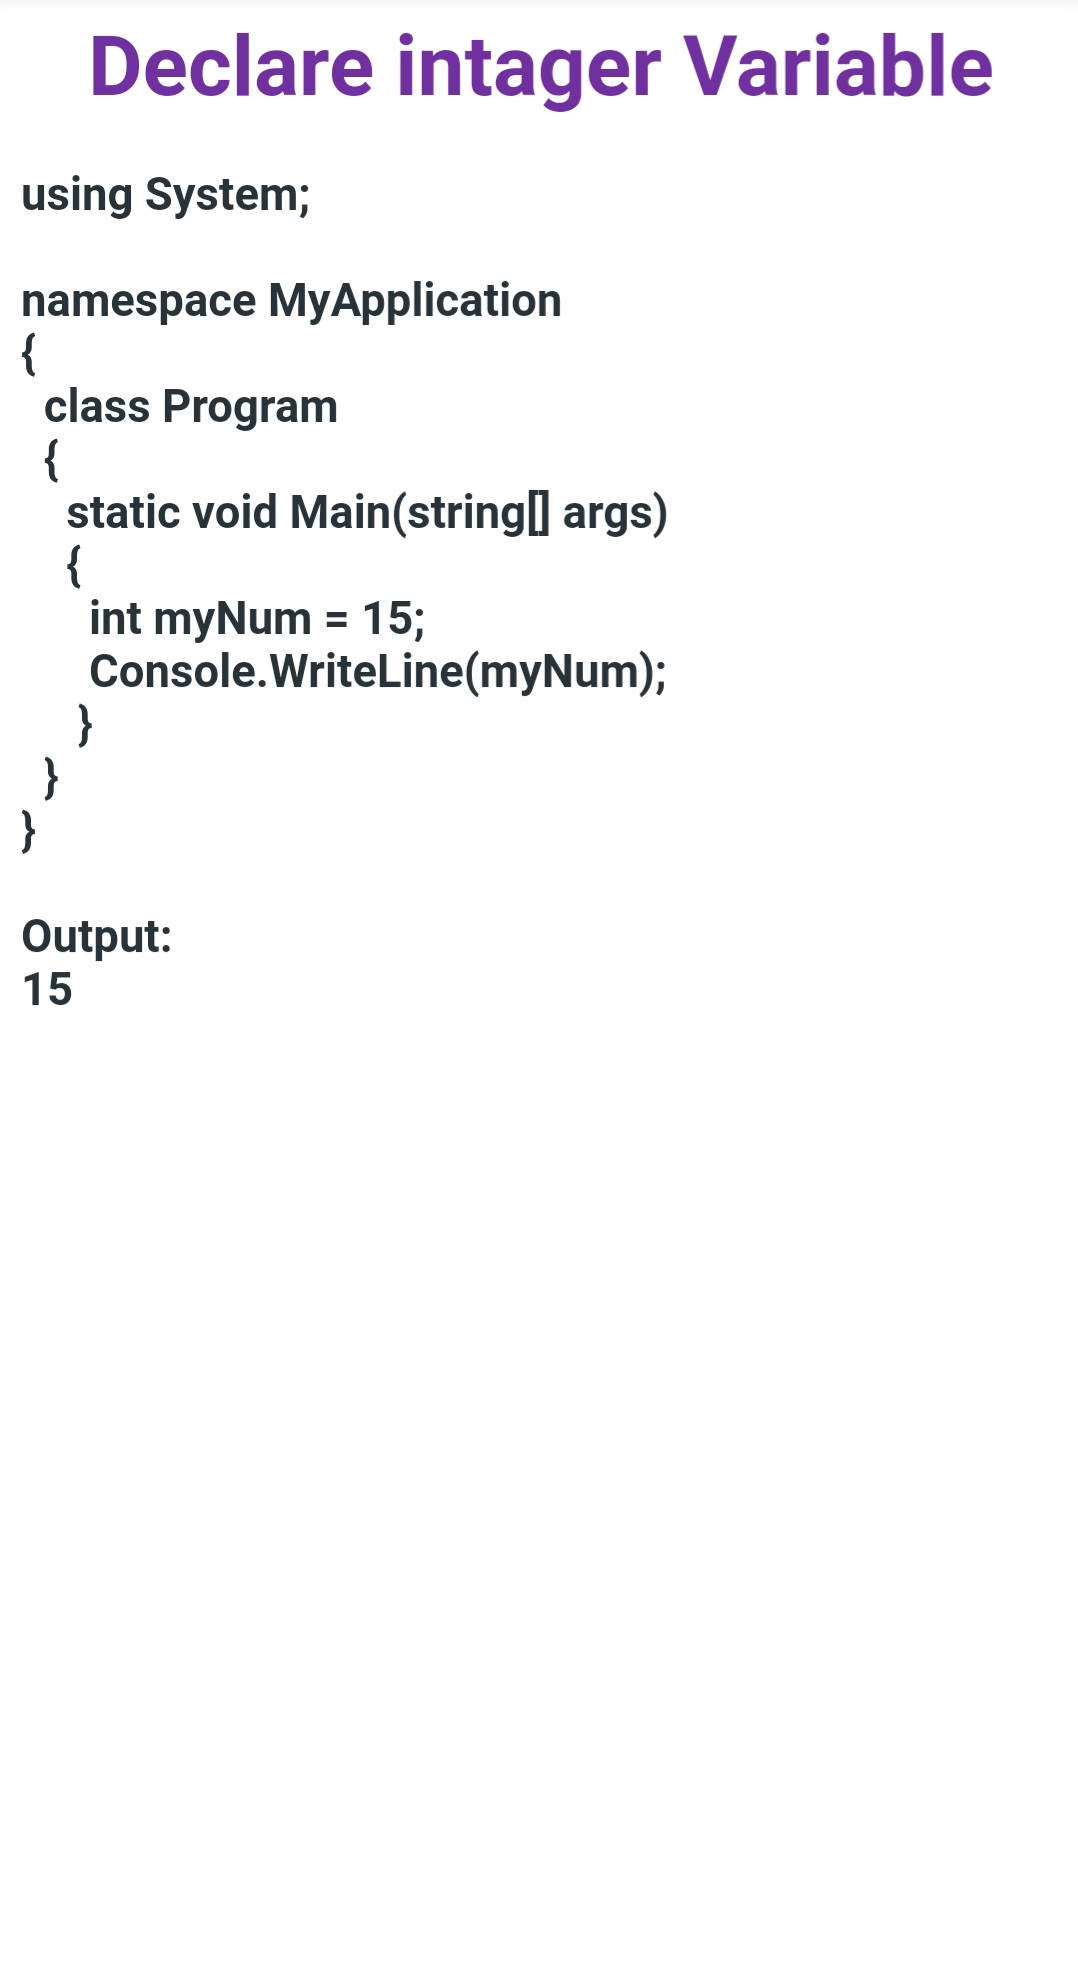 Declare intager Variable
using System;
namespace MyApplication
{
class Program
{
static void Main(string[] args)
{
int myNum = 15;
Console.WriteLine(myNum);
}
}
}
Output:
15